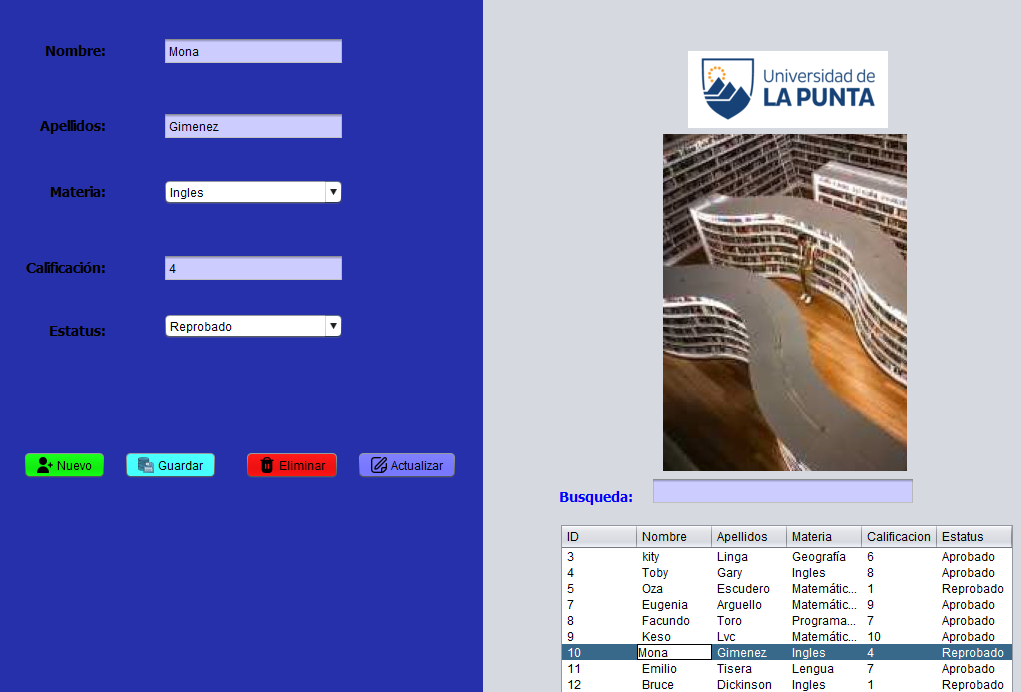 Nombre: Mona
Apellidos: Gimenez
Materia: Ingles
Calificación: 4
Estatus: Reprobado
Nuevo Guardar Eliminar Actualizar
Universidad de
LA PUNTA
Busqueda:
ID Nombre Apellidos Materia Calificacion Estatus
3 kity Linga Geografía 6 Aprobado
4 Toby Gary Ingles 8 Aprobado
5 Oza Escudero Matemátic... 1 Reprobado
7 Eugenia Arguello Matemátic... 9 Aprobado
8 Facundo Toro Programa... 7 Aprobado
9 Keso Lvc Matemátic... 10 Aprobado
10 Mona Gimenez Ingles 4 Reprobado
11 Emilio Tisera Lengua 7 Aprobado
12 Bruce Dickinson Ingles 1 Reprobado